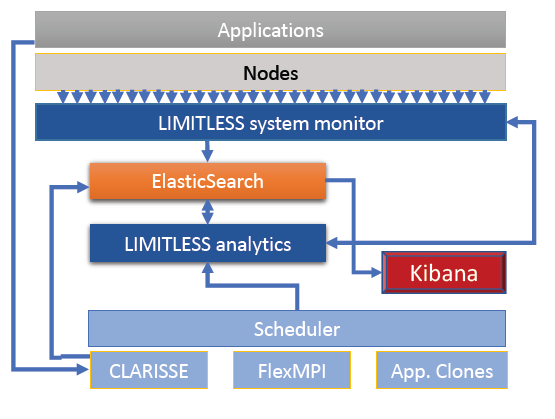 Applications
Nodes
LIMITLESS system monitor
ElasticSearch
LIMITLESS analytics
Kibana
Scheduler
CLARISSE
FlexMPI
App. Clones